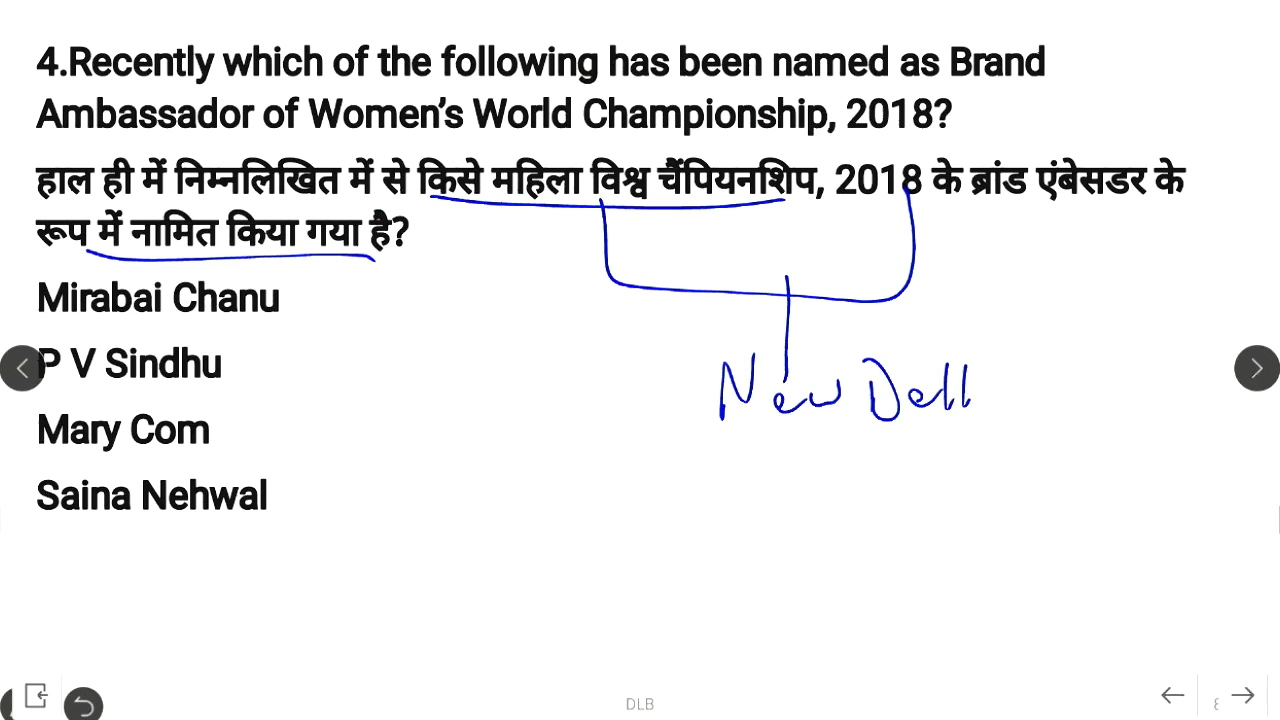 4.Recently which of the following has been named as Brand
Ambassador of Women's World Championship, 2018?
हाल ही में निम्नलिखित में से किसे महिला विश्व चैंपियनशिप, 2018 के ब्रांड एंबेसडर के
रूप में नामित किया गया है?
Mirabai Chanu
P V Sindhu
New Dell
Mary Com
Saina Nehwal
DLB